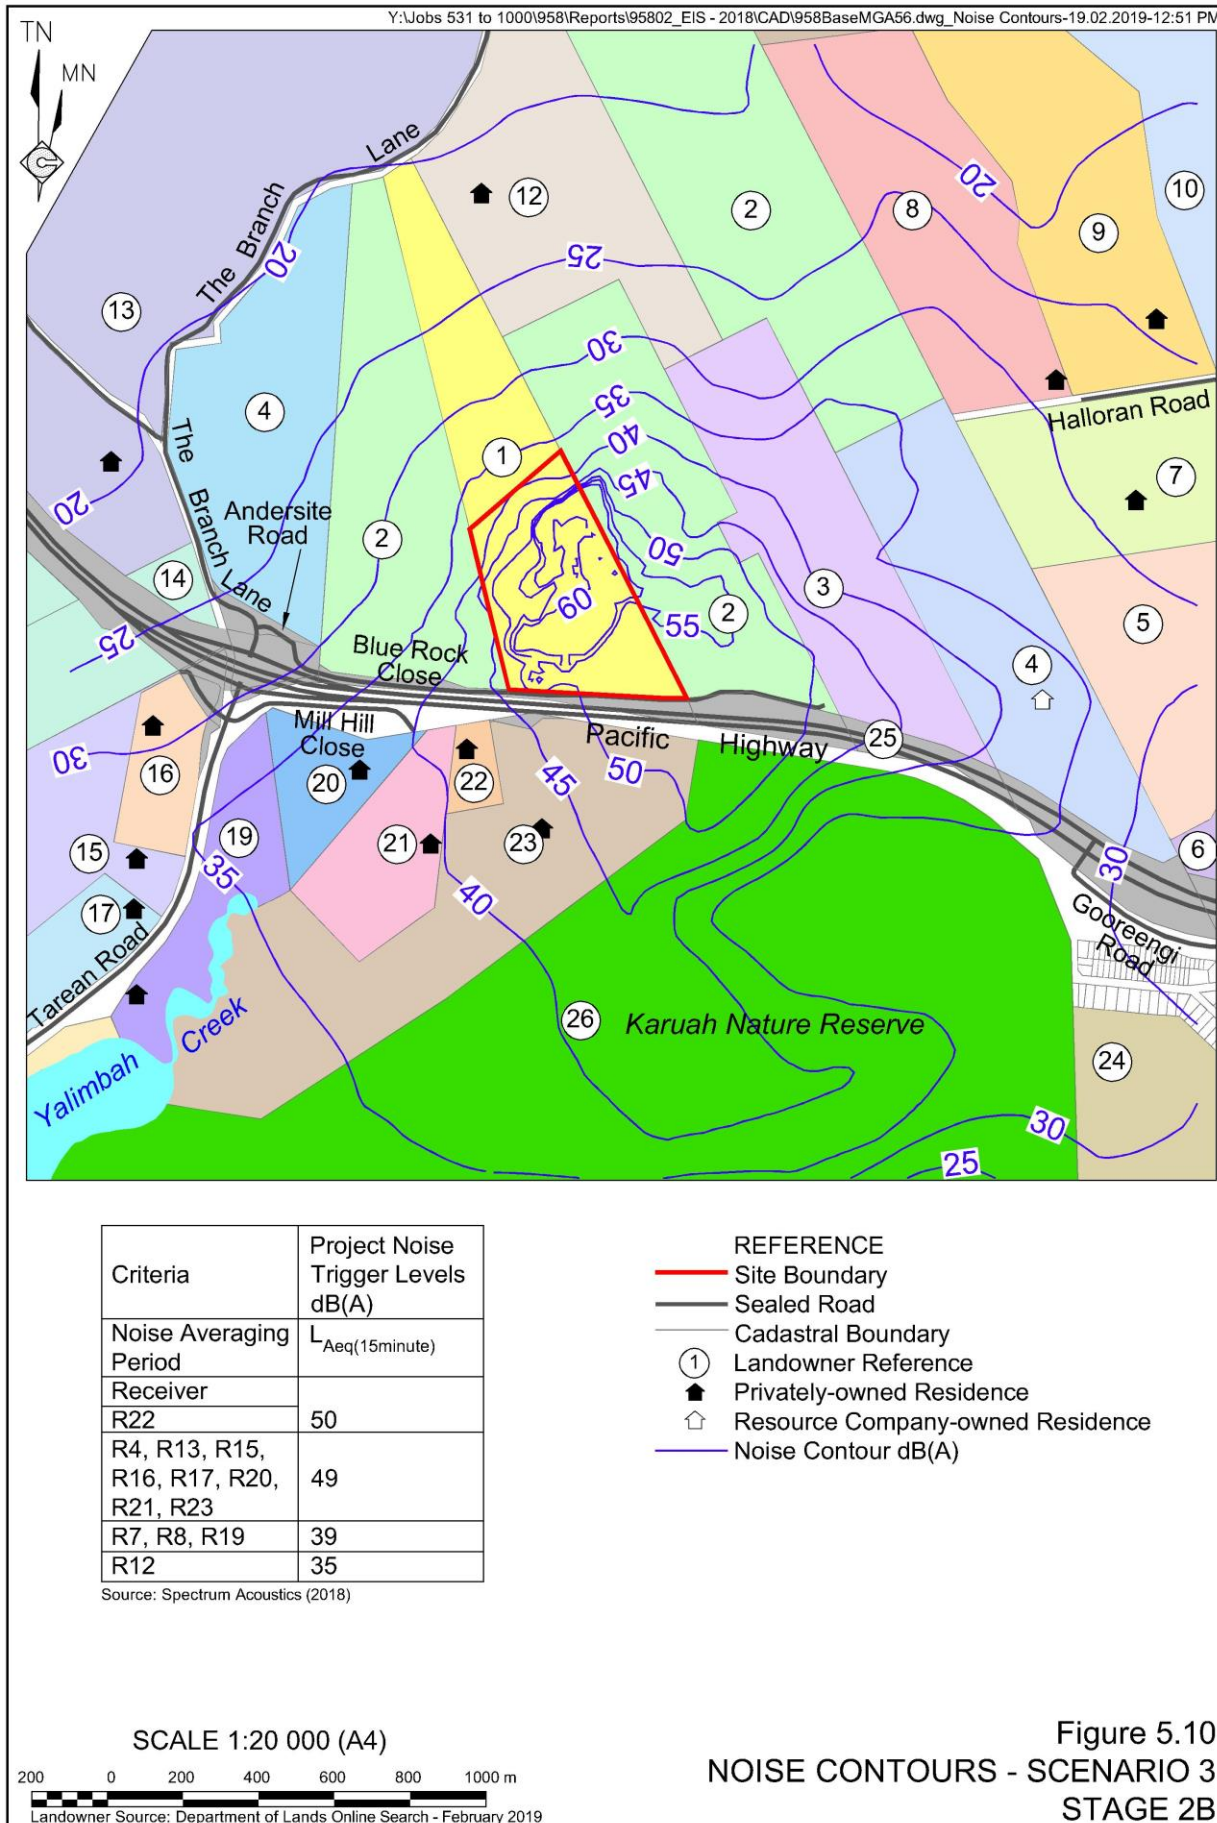 Y:\Jobs 531 to 1000\958\Reports\95802_EIS - 2018\CAD\958BaseMGA56.dwg_Noise Contours-19.02.2019-12:51 PM
TN
MN
The Branch Lane
12
2
8
20
9
10
13
20
25
4
30
35
40
45
50
55
60
1
2
2
3
Halloran Road
7
5
4
The Branch Lane
Andersite
Road
20
14
25
Blue Rock
Close
Mill Hill
Close
Pacific Highway
25
30
16
20
22
45
50
15
19
21
23
6
30
35
40
17
Tarean Road
Gooreengi
Road
Yalimbah Creek
26
Karuah Nature Reserve
24
30
25
Criteria
Project Noise
Trigger Levels
dB(A)
Noise Averaging
Period
LAeq(15minute)
Receiver
R22
50
R4, R13, R15,
R16, R17, R20,
R21, R23
49
R7, R8, R19
39
R12
35
Source: Spectrum Acoustics (2018)
REFERENCE
Site Boundary
Sealed Road
Cadastral Boundary
1
Landowner Reference
Privately-owned Residence
Resource Company-owned Residence
Noise Contour dB(A)
SCALE 1:20 000 (A4)
200 0 200 400 600 800 1000 m
Landowner Source: Department of Lands Online Search - February 2019
Figure 5.10
NOISE CONTOURS - SCENARIO 3
STAGE 2B